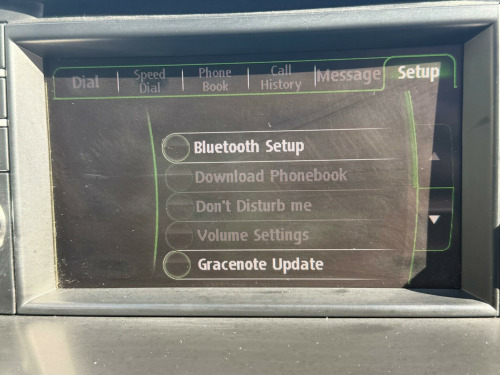 Dial
Speed
Dial
Phone
Book
Call
History
Message
Setup
Bluetooth Setup
Download Phonebook
Don't Disturb me
Volume Settings
Gracenote Update